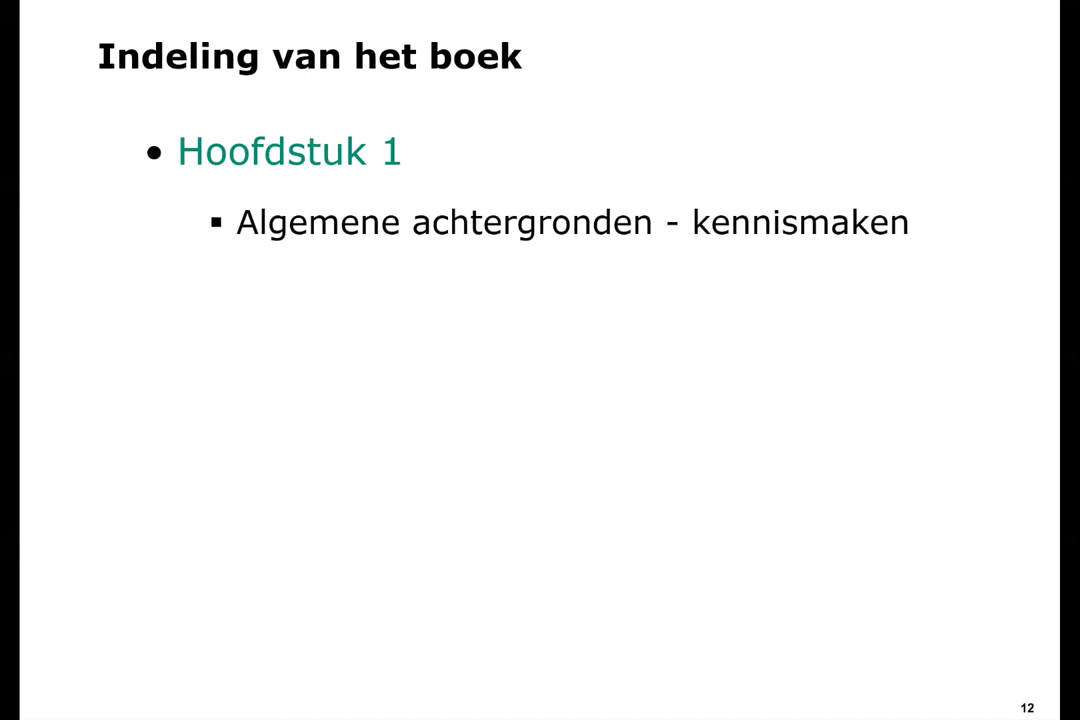 Indeling van het boek
• Hoofdstuk 1
▪ Algemene achtergronden - kennismaken
12